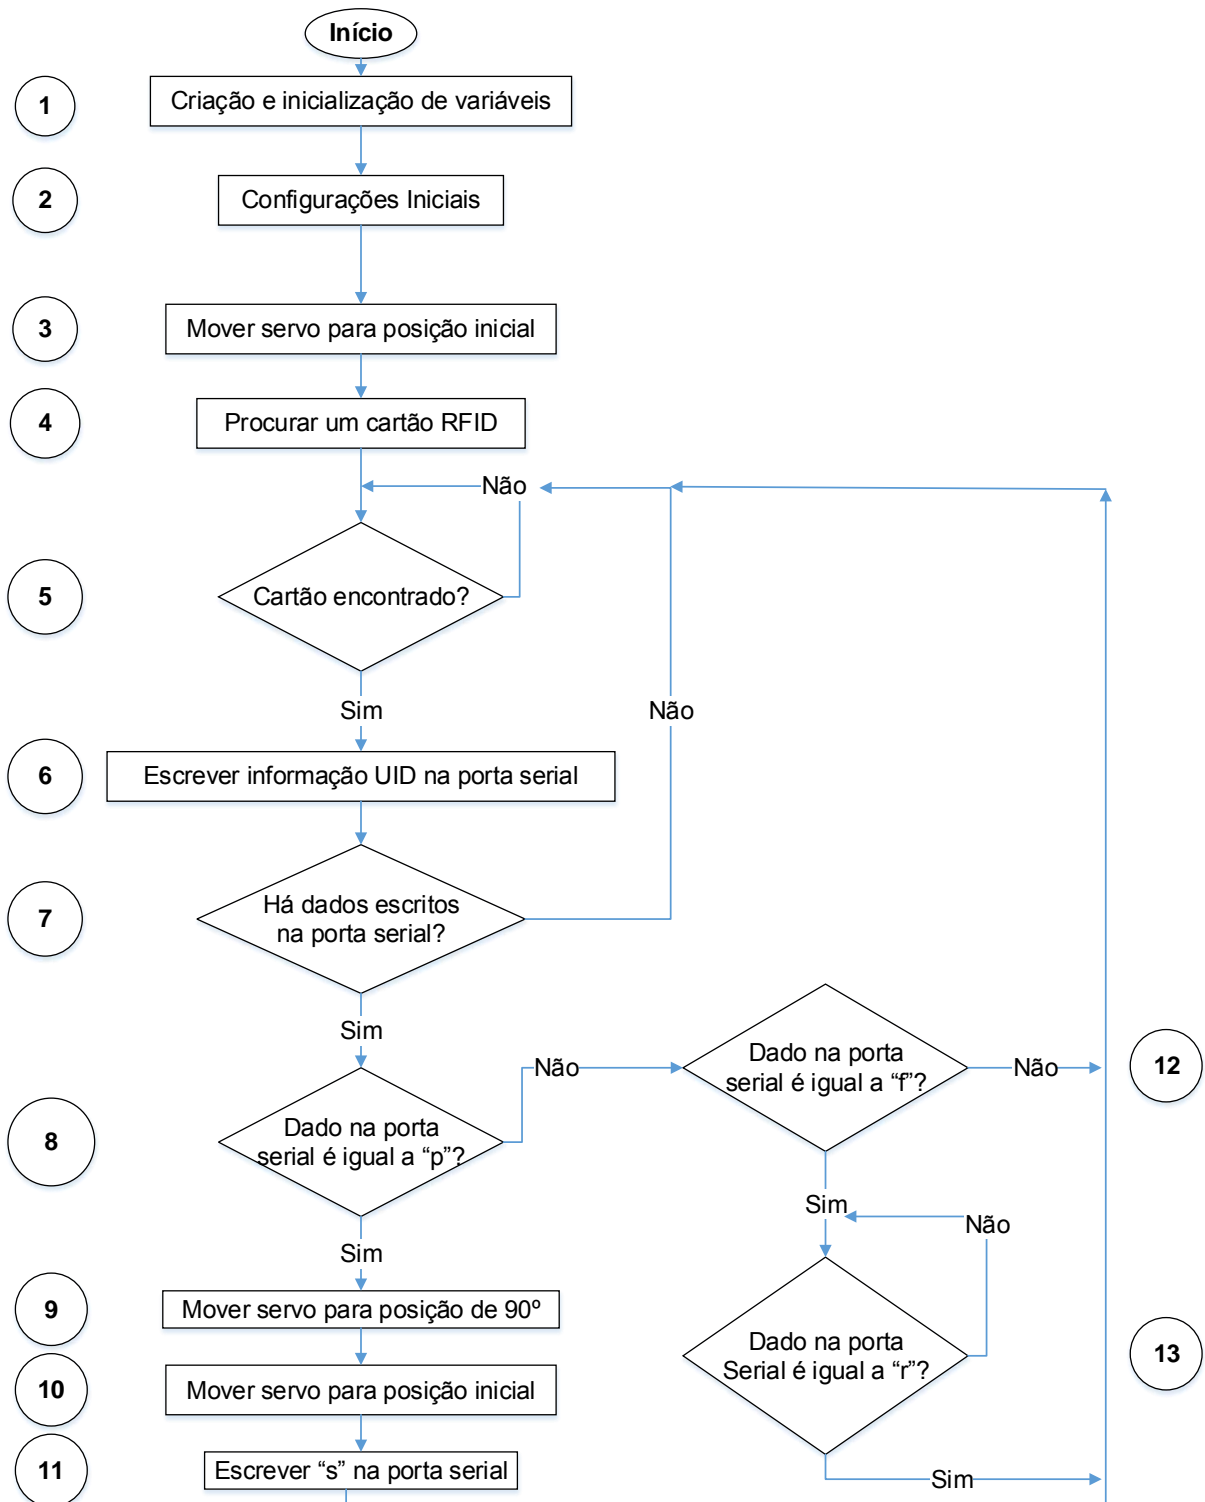 Início
1
Criação e inicialização de variáveis
2
Configurações Iniciais
3
Mover servo para posição inicial
4
Procurar um cartão RFID
Não
5
Cartão encontrado?
Sim
Não
6
Escrever informação UID na porta serial
7
Há dados escritos
na porta serial?
Sim
Não
Dado na porta
serial é igual a “f”?
Não
12
8
Dado na porta
serial é igual a “p”?
Sim
Não
Sim
9
Mover servo para posição de 90º
Dado na porta
Serial é igual a “r”?
13
10
Mover servo para posição inicial
11
Escrever “s” na porta serial
Sim